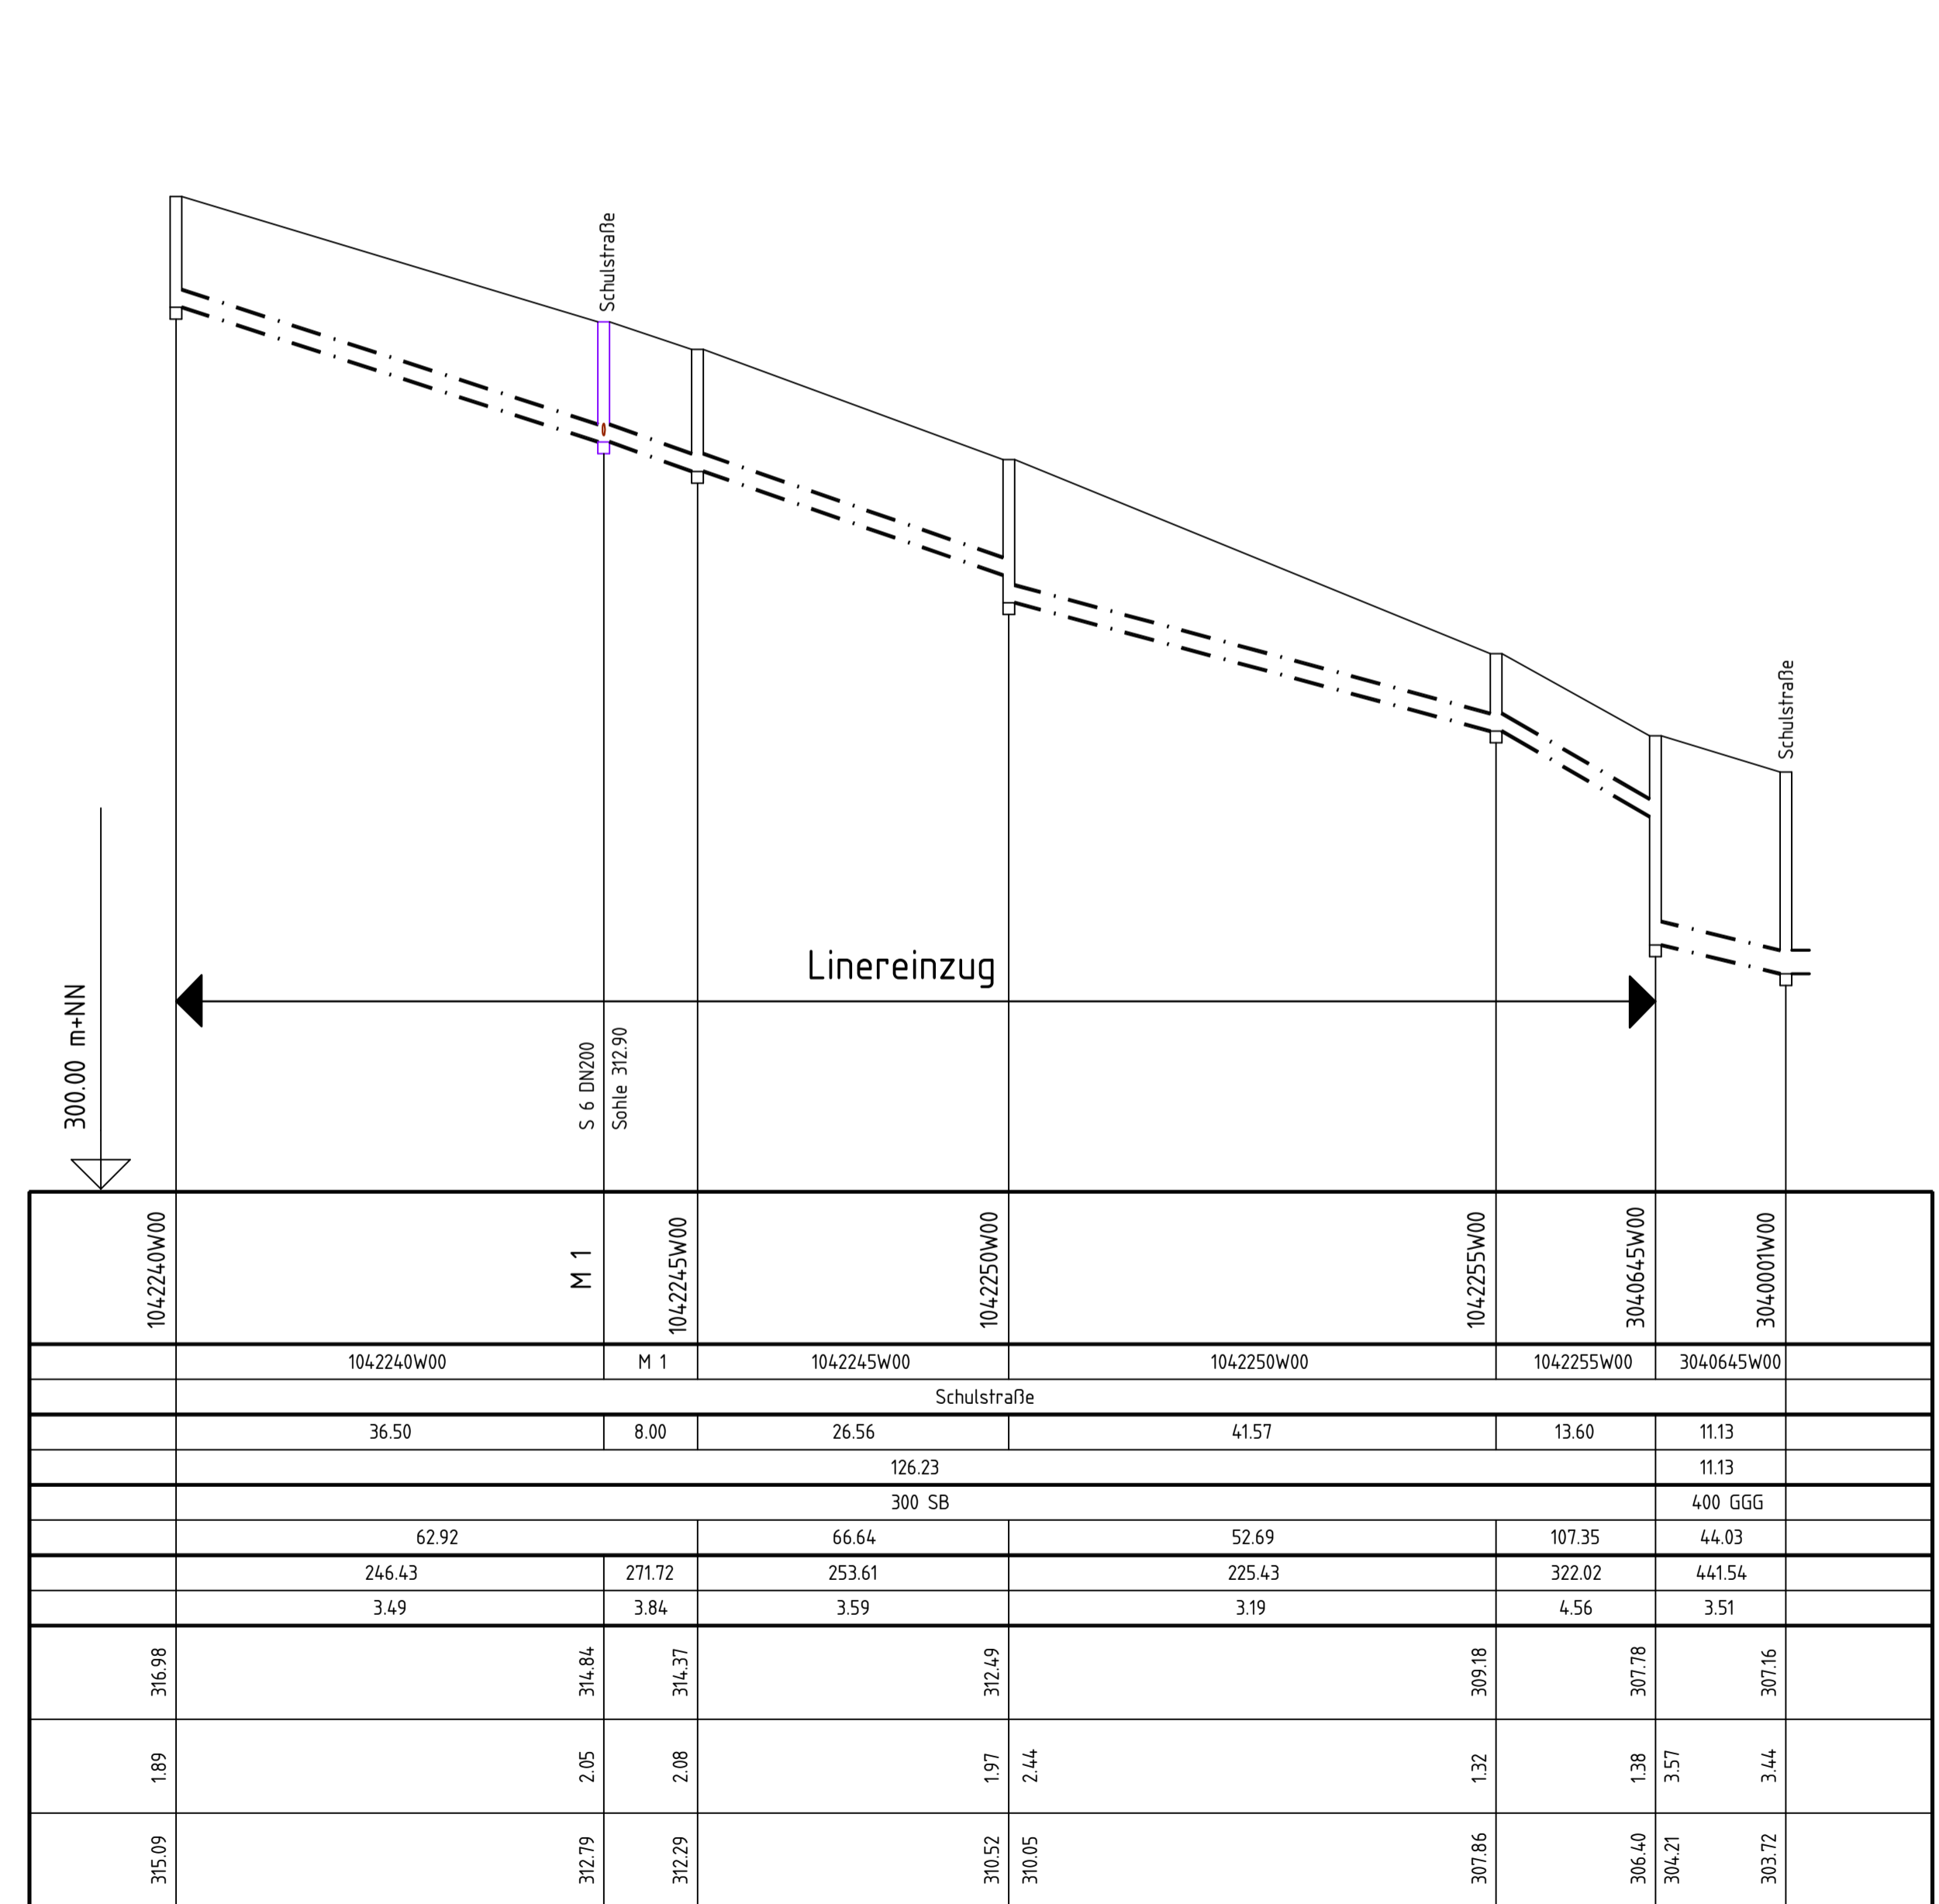 Schulstraße
Schulstraße
Linereinzug
300.00 m+NN
S 6 DN200
Sohle 312.90
1042240W00
M 1
1042245W00
1042250W00
1042255W00
3040645W00
3040001W00
1042240W00 M 1 1042245W00 1042250W00 1042255W00 3040645W00
Schulstraße
36.50 8.00 26.56 41.57 13.60 11.13
126.23 11.13
300 SB 400 GGG
62.92 66.64 52.69 107.35 44.03
246.43 271.72 253.61 225.43 322.02 441.54
3.49 3.84 3.59 3.19 4.56 3.51
316.98 314.84 314.37 312.49 309.18 307.78 307.16
1.89 2.05 2.08 1.97 2.44 1.32 1.38 3.57 3.44
315.09 312.79 312.29 310.52 310.05 307.86 306.40 304.21 303.72